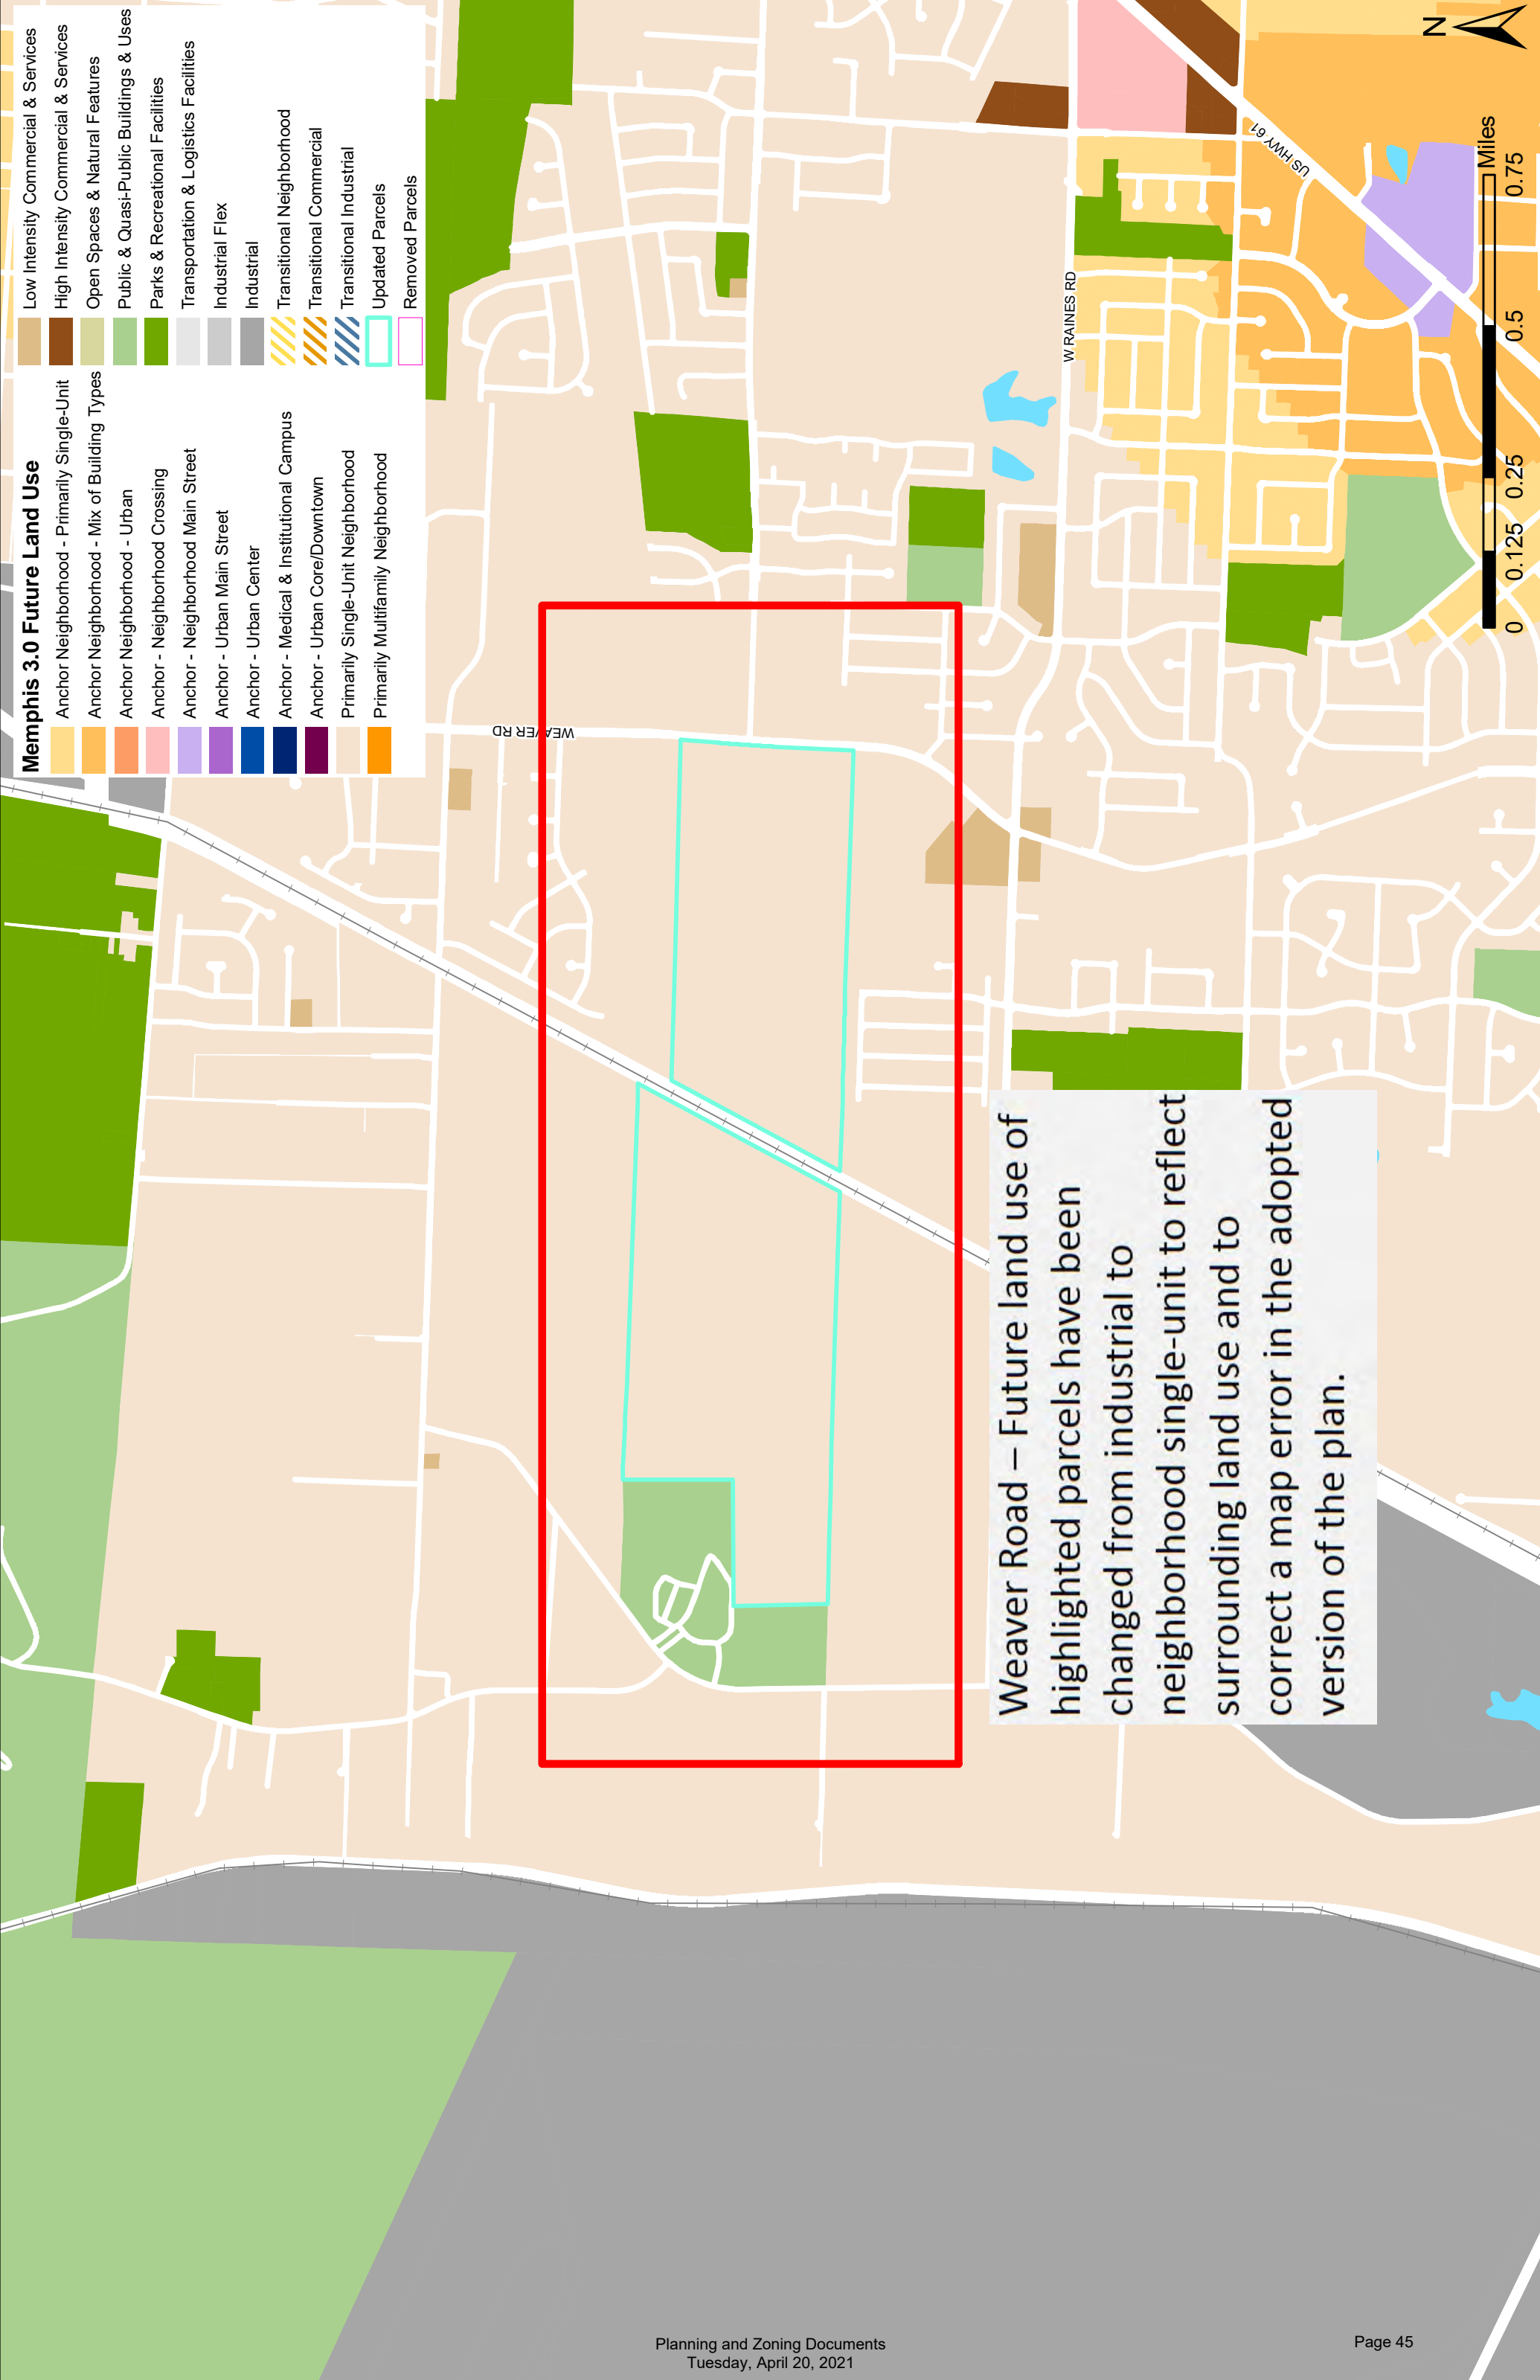 Memphis 3.0 Future Land Use
Anchor Neighborhood - Primarily Single-Unit
Anchor Neighborhood - Mix of Building Types
Anchor Neighborhood - Urban
Anchor - Neighborhood Crossing
Anchor - Neighborhood Main Street
Anchor - Urban Main Street
Anchor - Urban Center
Anchor - Medical & Institutional Campus
Anchor - Urban Core/Downtown
Primarily Single-Unit Neighborhood
Primarily Multifamily Neighborhood
Low Intensity Commercial & Services
High Intensity Commercial & Services
Open Spaces & Natural Features
Public & Quasi-Public Buildings & Uses
Parks & Recreational Facilities
Transportation & Logistics Facilities
Industrial Flex
Industrial
Transitional Neighborhood
Transitional Commercial
Transitional Industrial
Updated Parcels
Removed Parcels
WEAVER RD
W RAINES RD
US HWY 61
N
Weaver Road – Future land use of
highlighted parcels have been
changed from industrial to
neighborhood single-unit to reflect
surrounding land use and to
correct a map error in the adopted
version of the plan.
0 0.125 0.25 0.5 0.75
Miles
Planning and Zoning Documents
Tuesday, April 20, 2021
Page 45